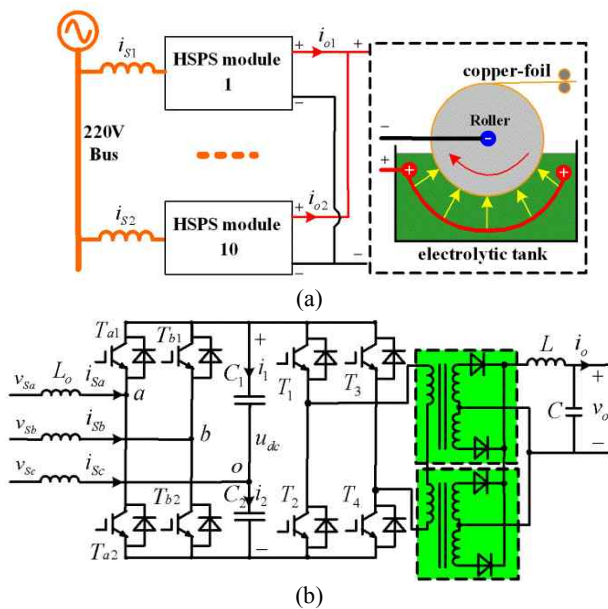 i_S1
HSPS module
1
+
−
i_o1
+
220V
Bus
i_S2
HSPS module
10
+
−
i_o2
−
copper-foil
Roller
−
−
+
+
+
electrolytic tank
(a)
T_a1
T_b1
+
v_Sa
L_o
i_Sa
a
C_1
i_1
T_1
T_3
L
i_o
+
v_Sb
i_Sb
b
u_dc
C
v_o
v_Sc
i_Sc
o
−
T_b2
C_2
i_2
T_2
T_4
T_a2
−
(b)